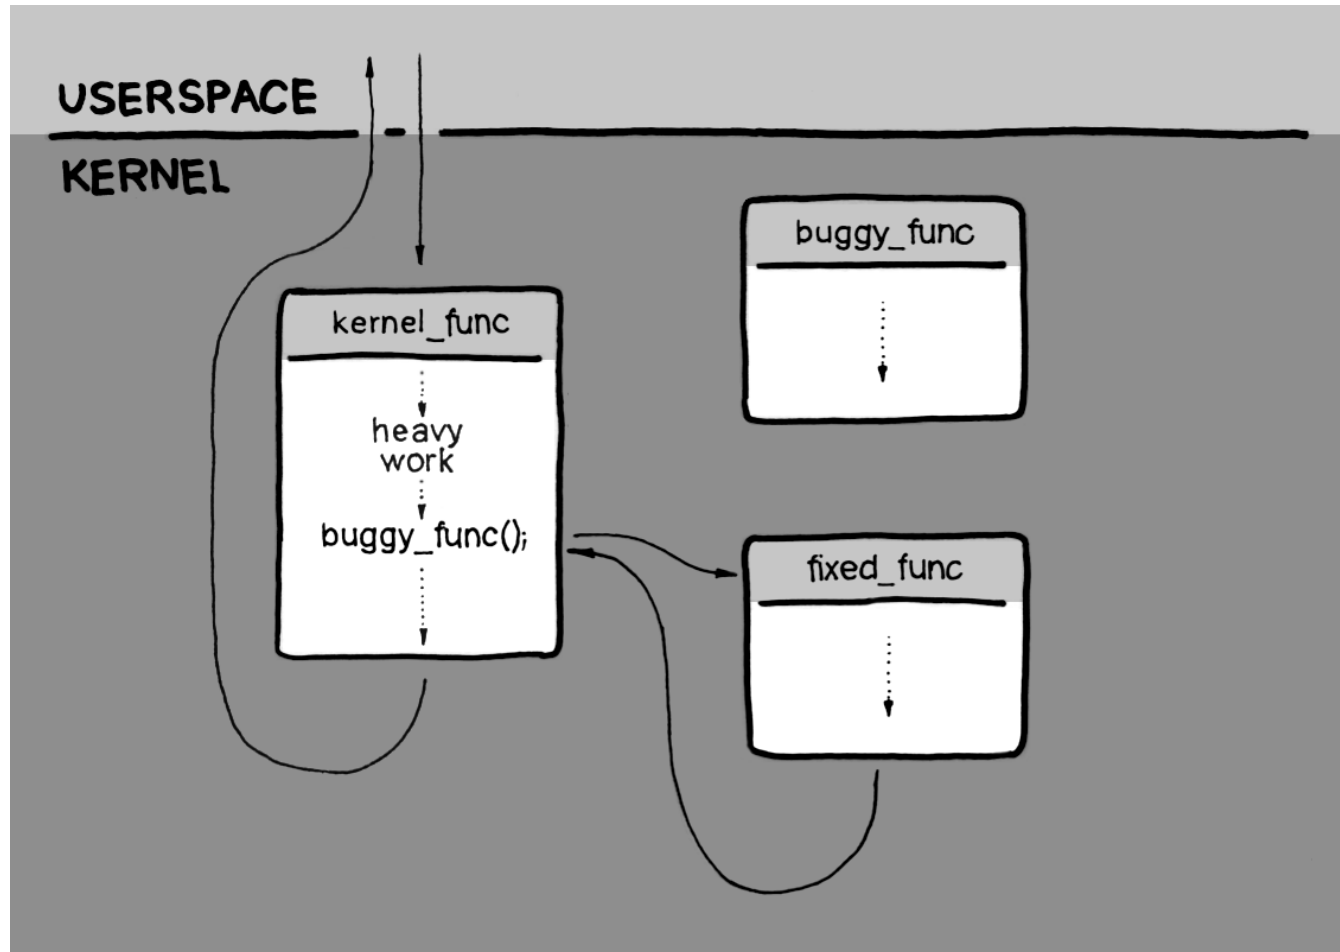 USERSPACE
KERNEL
buggy_func
kernel_func
heavy
work
buggy_func();
fixed_func